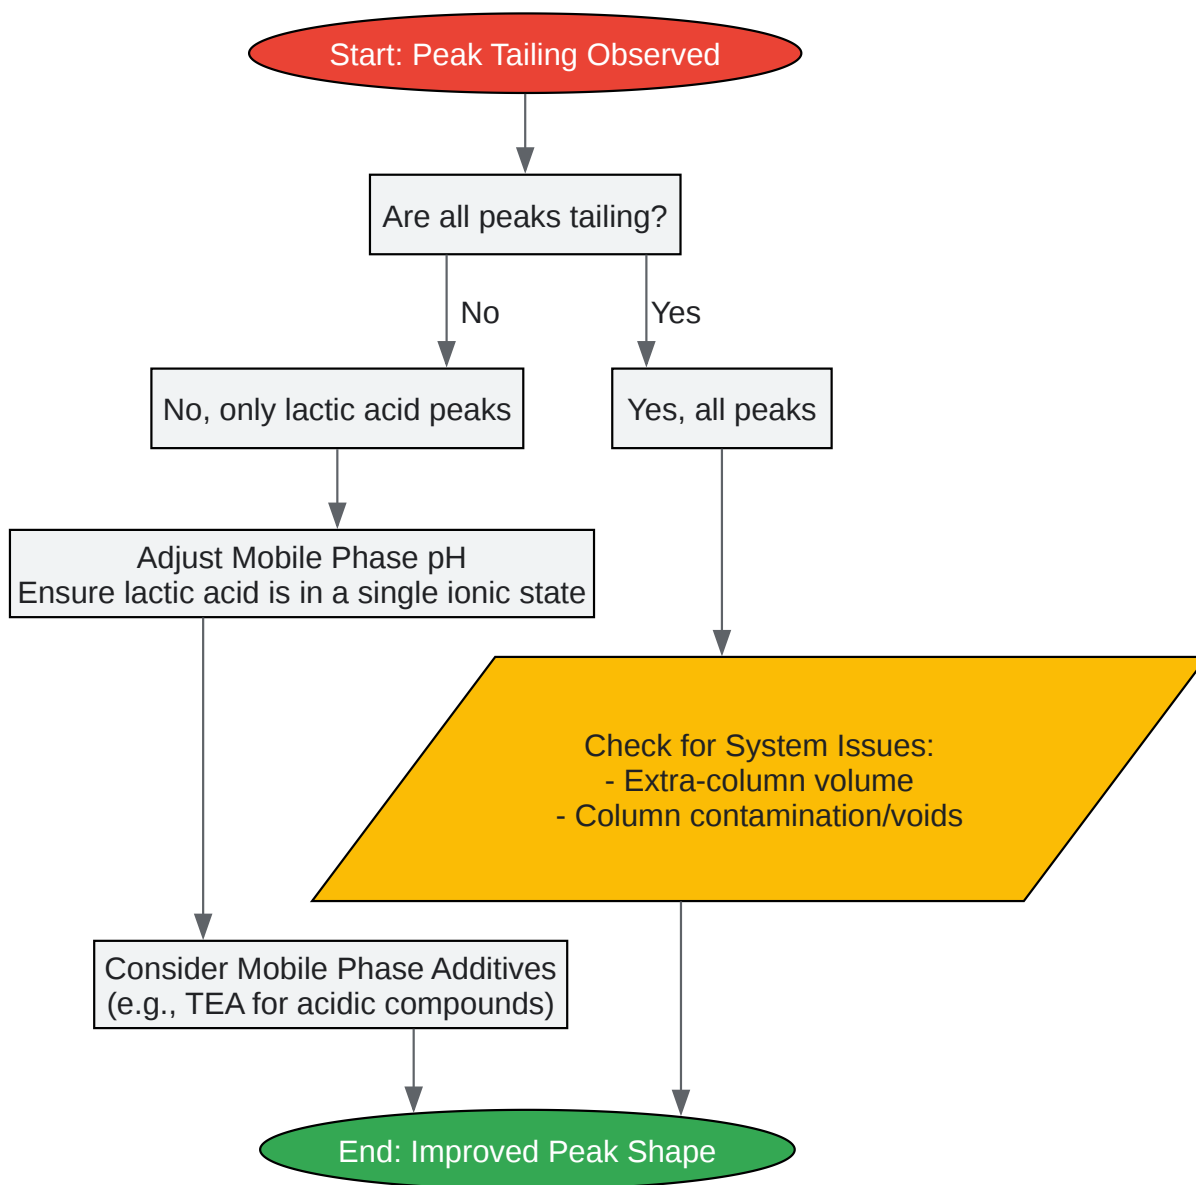 Start: Peak Tailing Observed
Are all peaks tailing?
No
Yes
No, only lactic acid peaks
Yes, all peaks
Adjust Mobile Phase pH
Ensure lactic acid is in a single ionic state
Check for System Issues:
- Extra-column volume
- Column contamination/voids
Consider Mobile Phase Additives
(e.g., TEA for acidic compounds)
End: Improved Peak Shape